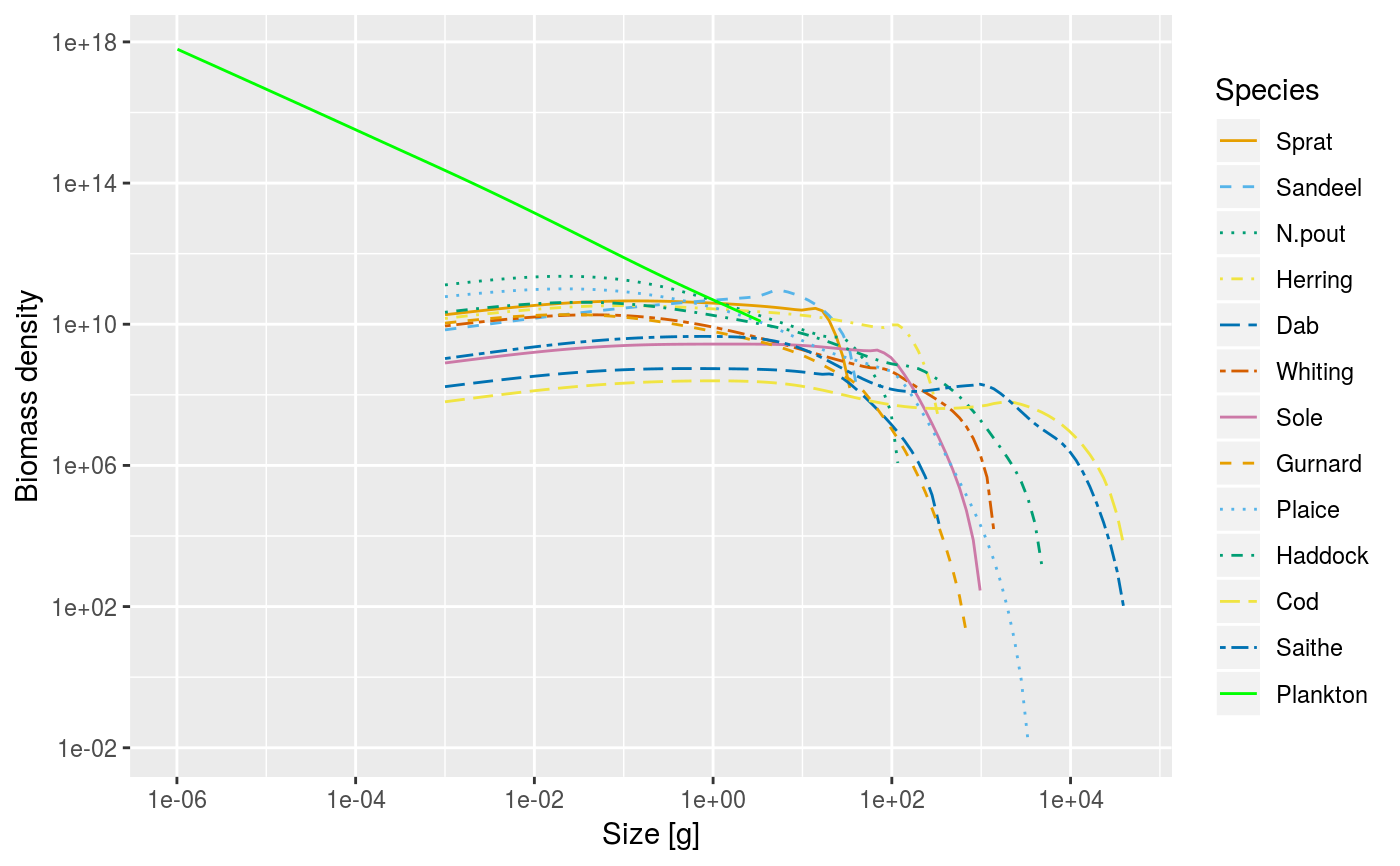 1e+18
1e+14
1e+10
1e+06
1e+02
1e-02
Biomass density
1e-06
1e-04
1e-02
1e+00
1e+02
1e+04
Size [g]
Species
Sprat
Sandeel
N.pout
Herring
Dab
Whiting
Sole
Gurnard
Plaice
Haddock
Cod
Saithe
Plankton